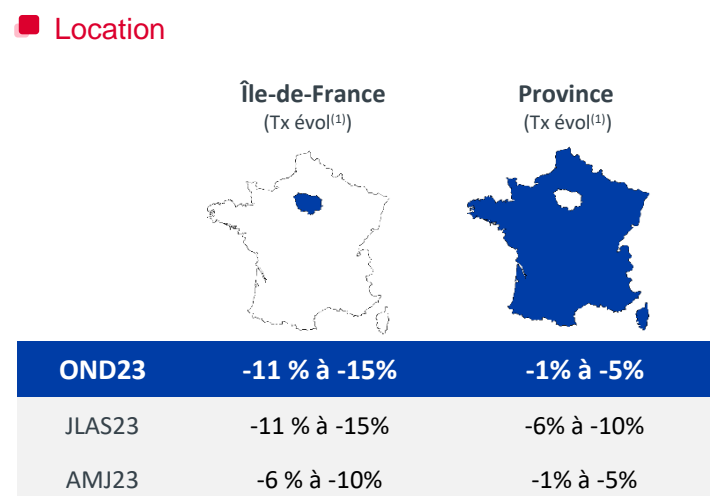 Location
Île-de-France Province
(Tx évol(1)) (Tx évol(1))
OND23 -11 % à -15% -1% à -5%
JLAS23 -11 % à -15% -6% à -10%
AMJ23 -6 % à -10% -1% à -5%